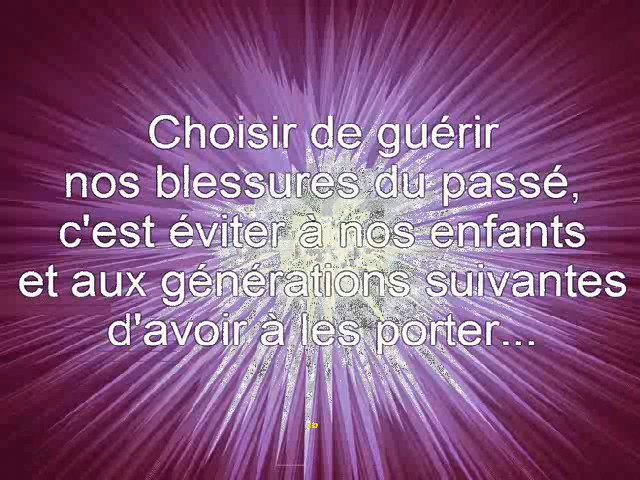 Choisir de guérir
nos blessures du passé,
c'est éviter à nos enfants
et aux générations suivantes
d'avoir à les porter...